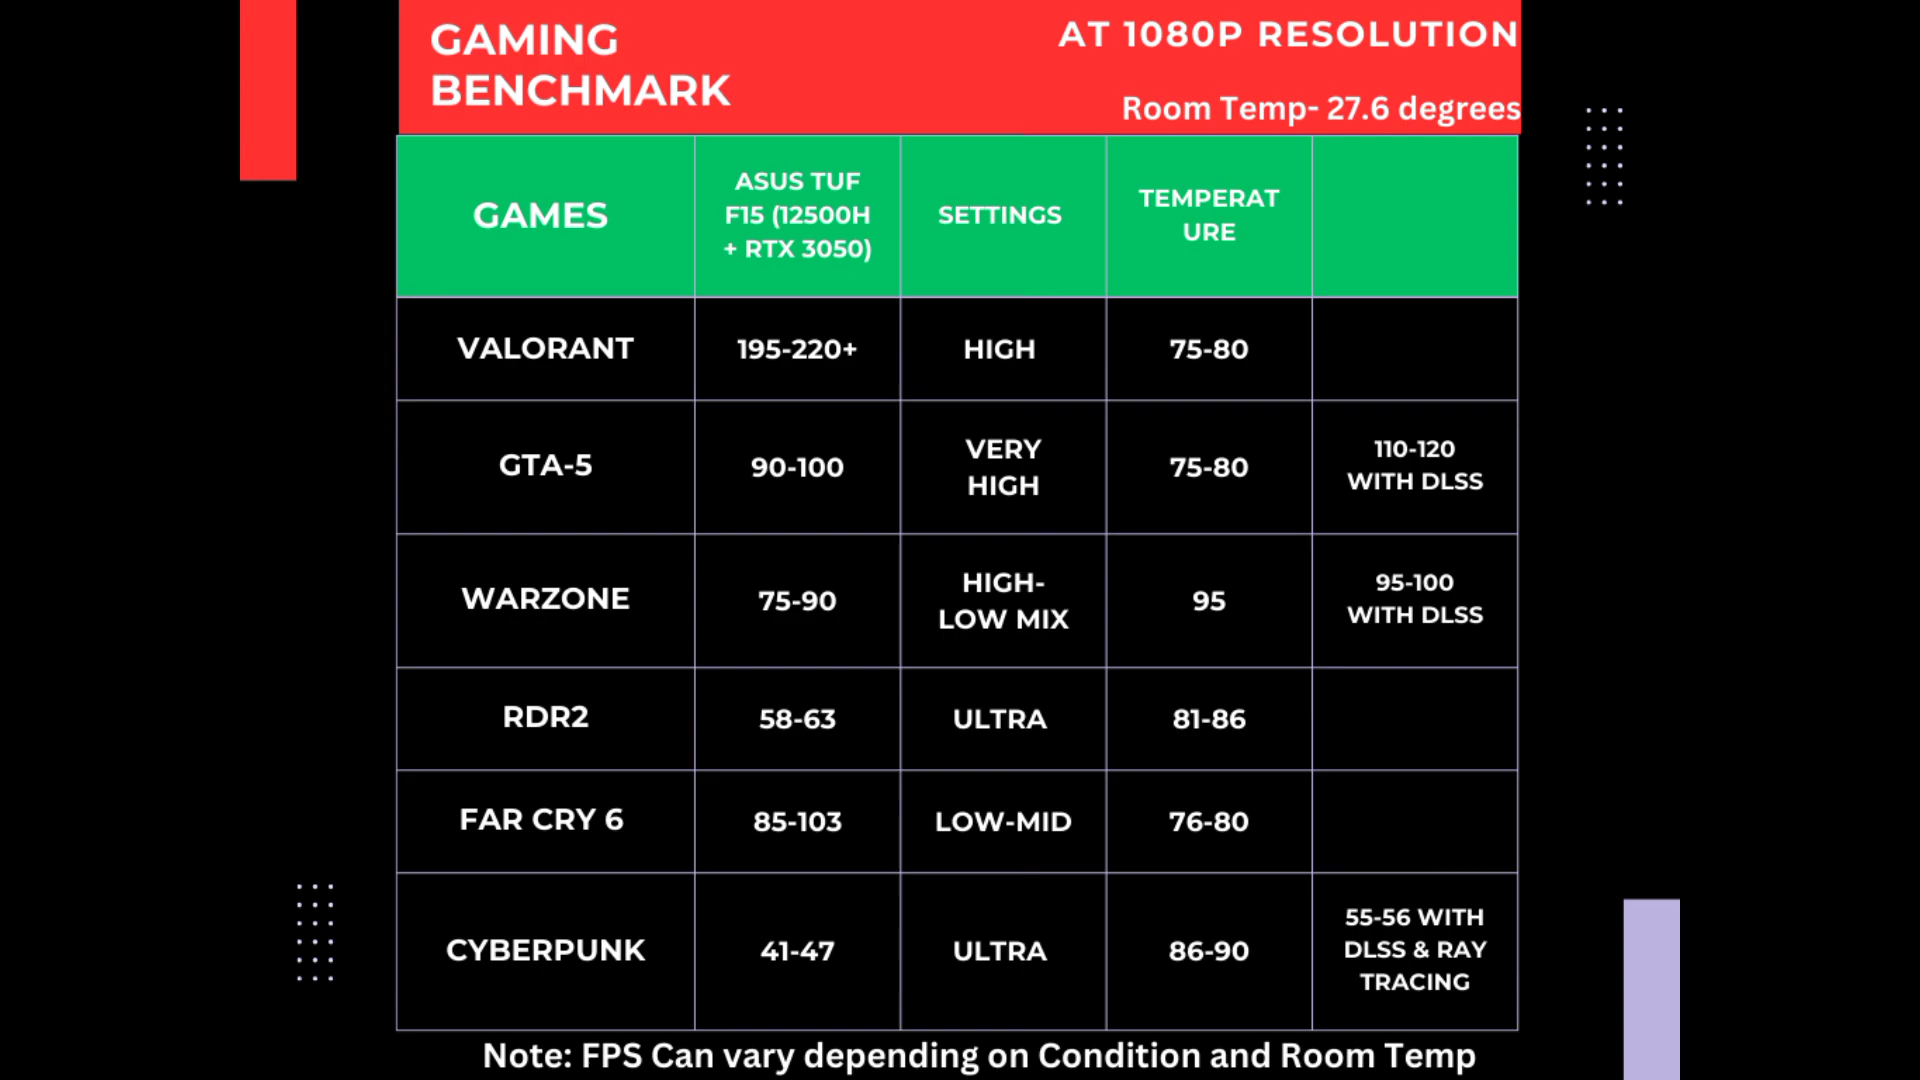 GAMING
BENCHMARK
AT 1080P RESOLUTION
Room Temp- 27.6 degrees
GAMES
ASUS TUF
F15 (12500H
+ RTX 3050)
SETTINGS
TEMPERAT
URE
VALORANT
195-220+
HIGH
75-80
GTA-5
90-100
VERY
HIGH
75-80
110-120
WITH DLSS
WARZONE
75-90
HIGH-
LOW MIX
95
95-100
WITH DLSS
RDR2
58-63
ULTRA
81-86
FAR CRY 6
85-103
LOW-MID
76-80
CYBERPUNK
41-47
ULTRA
86-90
55-56 WITH
DLSS & RAY
TRACING
Note: FPS Can vary depending on Condition and Room Temp